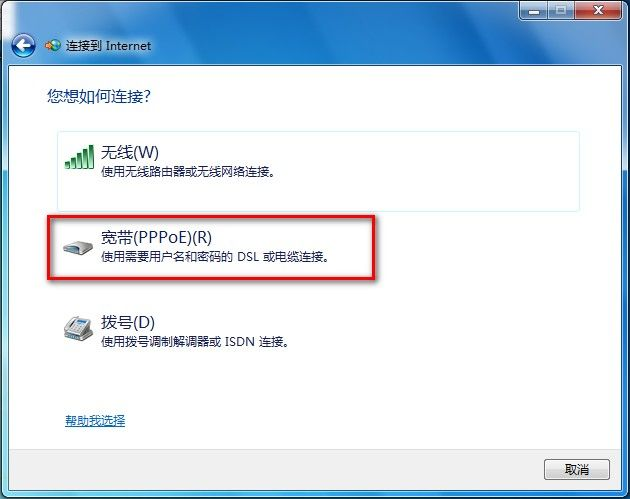 连接到 Internet
您想如何连接?
无线(W)
使用无线路由器或无线网络连接。
宽带(PPPoE)(R)
使用需要用户名和密码的 DSL 或电缆连接。
拨号(D)
使用拨号调制解调器或 ISDN 连接。
帮助我选择
取消